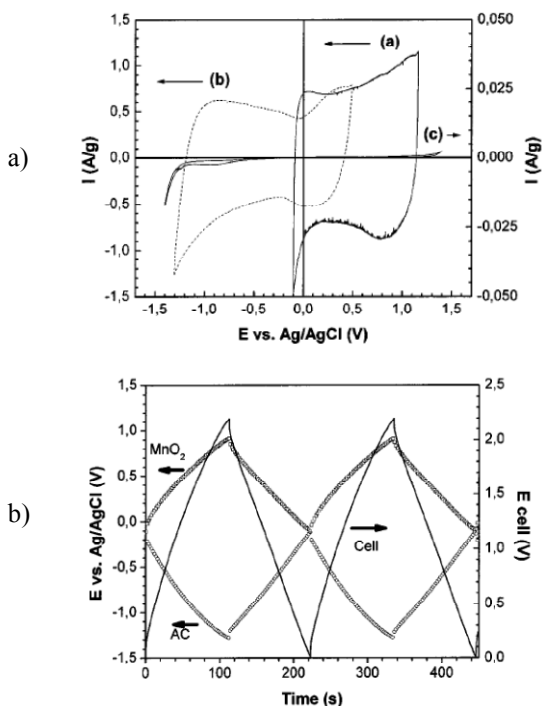 a)
1,5
1,0
0,5
0,0
-0,5
-1,0
-1,5
I (A/g)
(b)
(a)
(c)
0,050
0,025
0,000
-0,025
-0,050
I (A/g)
-1,5 -1,0 -0,5 0,0 0,5 1,0 1,5
E vs. Ag/AgCl (V)
b)
1,5
1,0
0,5
0,0
-0,5
-1,0
-1,5
E vs. Ag/AgCl (V)
MnO2
AC
Cell
2,5
2,0
1,5
1,0
0,5
0,0
E cell (V)
0 100 200 300 400
Time (s)